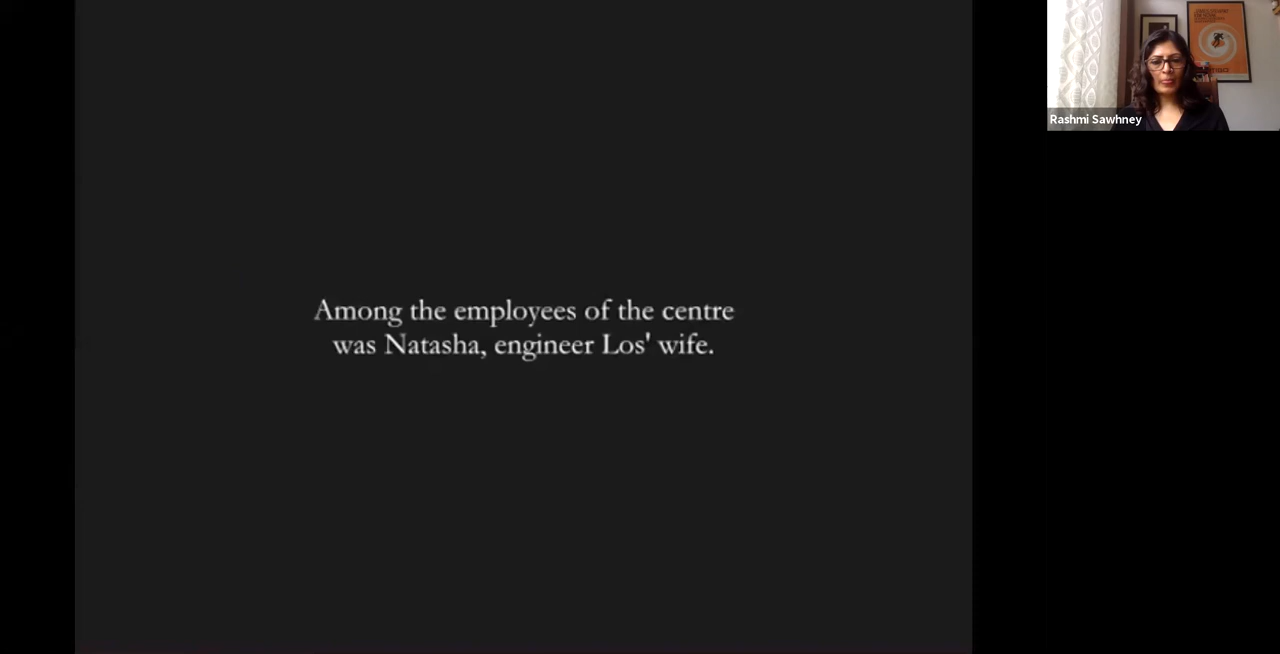 Among the employees of the centre
was Natasha, engineer Los' wife.
Rashmi Sawhney